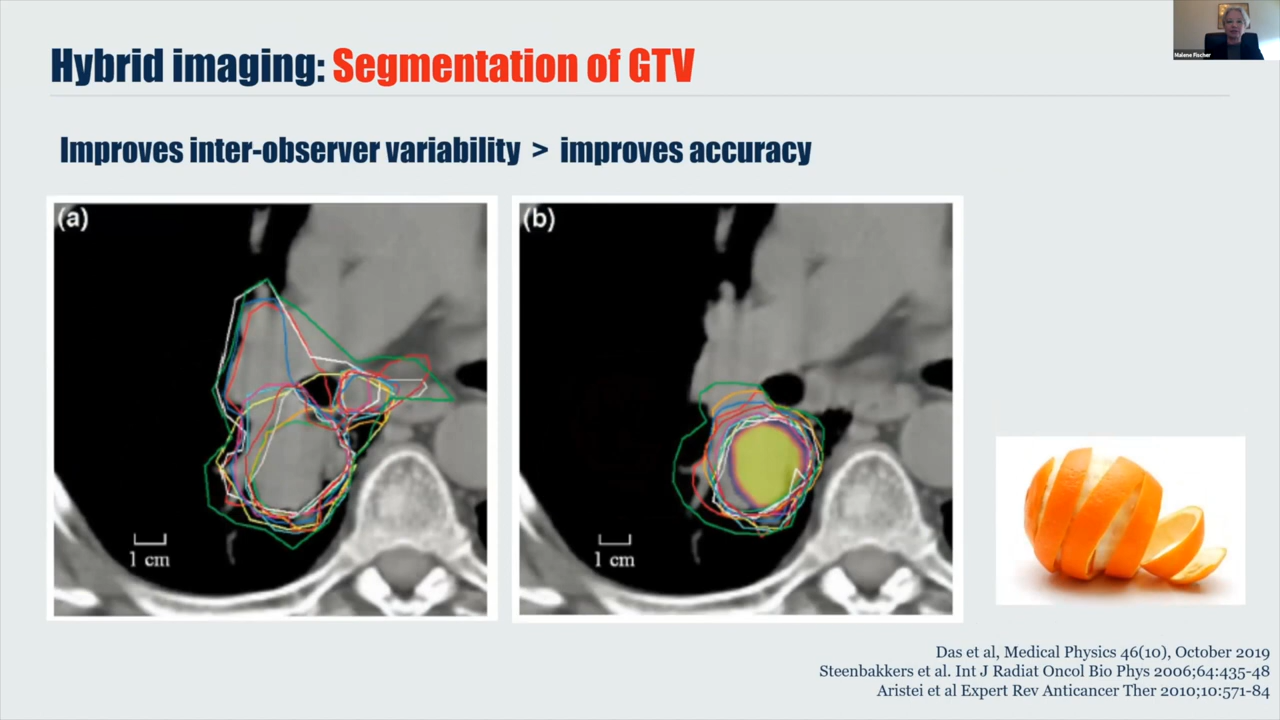 Malene Fischer
Hybrid imaging: Segmentation of GTV
Improves inter-observer variability > improves accuracy
(a)
(b)
1 cm
1 cm
Das et al, Medical Physics 46(10), October 2019
Steenbakkers et al. Int J Radiat Oncol Bio Phys 2006;64:435-48
Aristei et al Expert Rev Anticancer Ther 2010;10:571-84